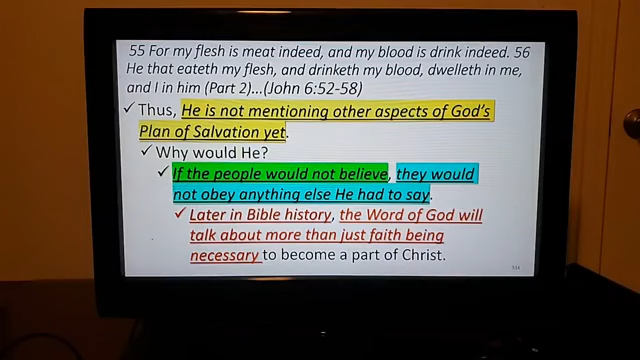 55 For my flesh is meat indeed, and my blood is drink indeed. 56
He that eateth my flesh, and drinketh my blood, dwelleth in me,
and I in him (Part 2)...(John 6:52-58)
✓ Thus, He is not mentioning other aspects of God's
Plan of Salvation yet.
✓ Why would He?
✓ If the people would not believe, they would
not obey anything else He had to say.
✓ Later in Bible history, the Word of God will
talk about more than just faith being
necessary to become a part of Christ.